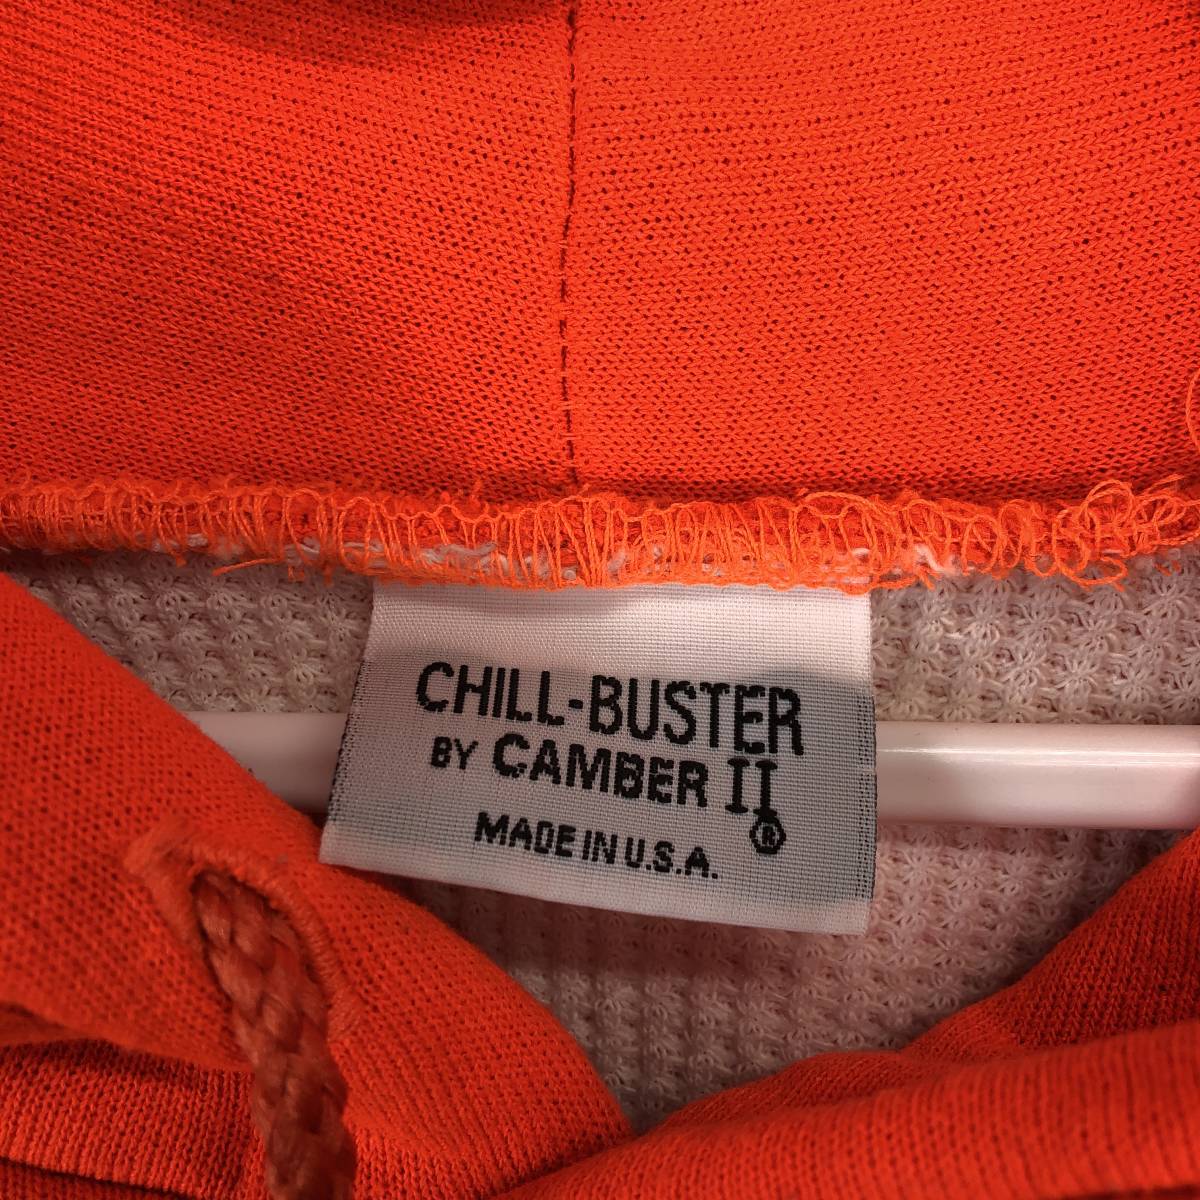 CHILL-BUSTER
BY CAMBER II
®
MADE IN U.S.A.